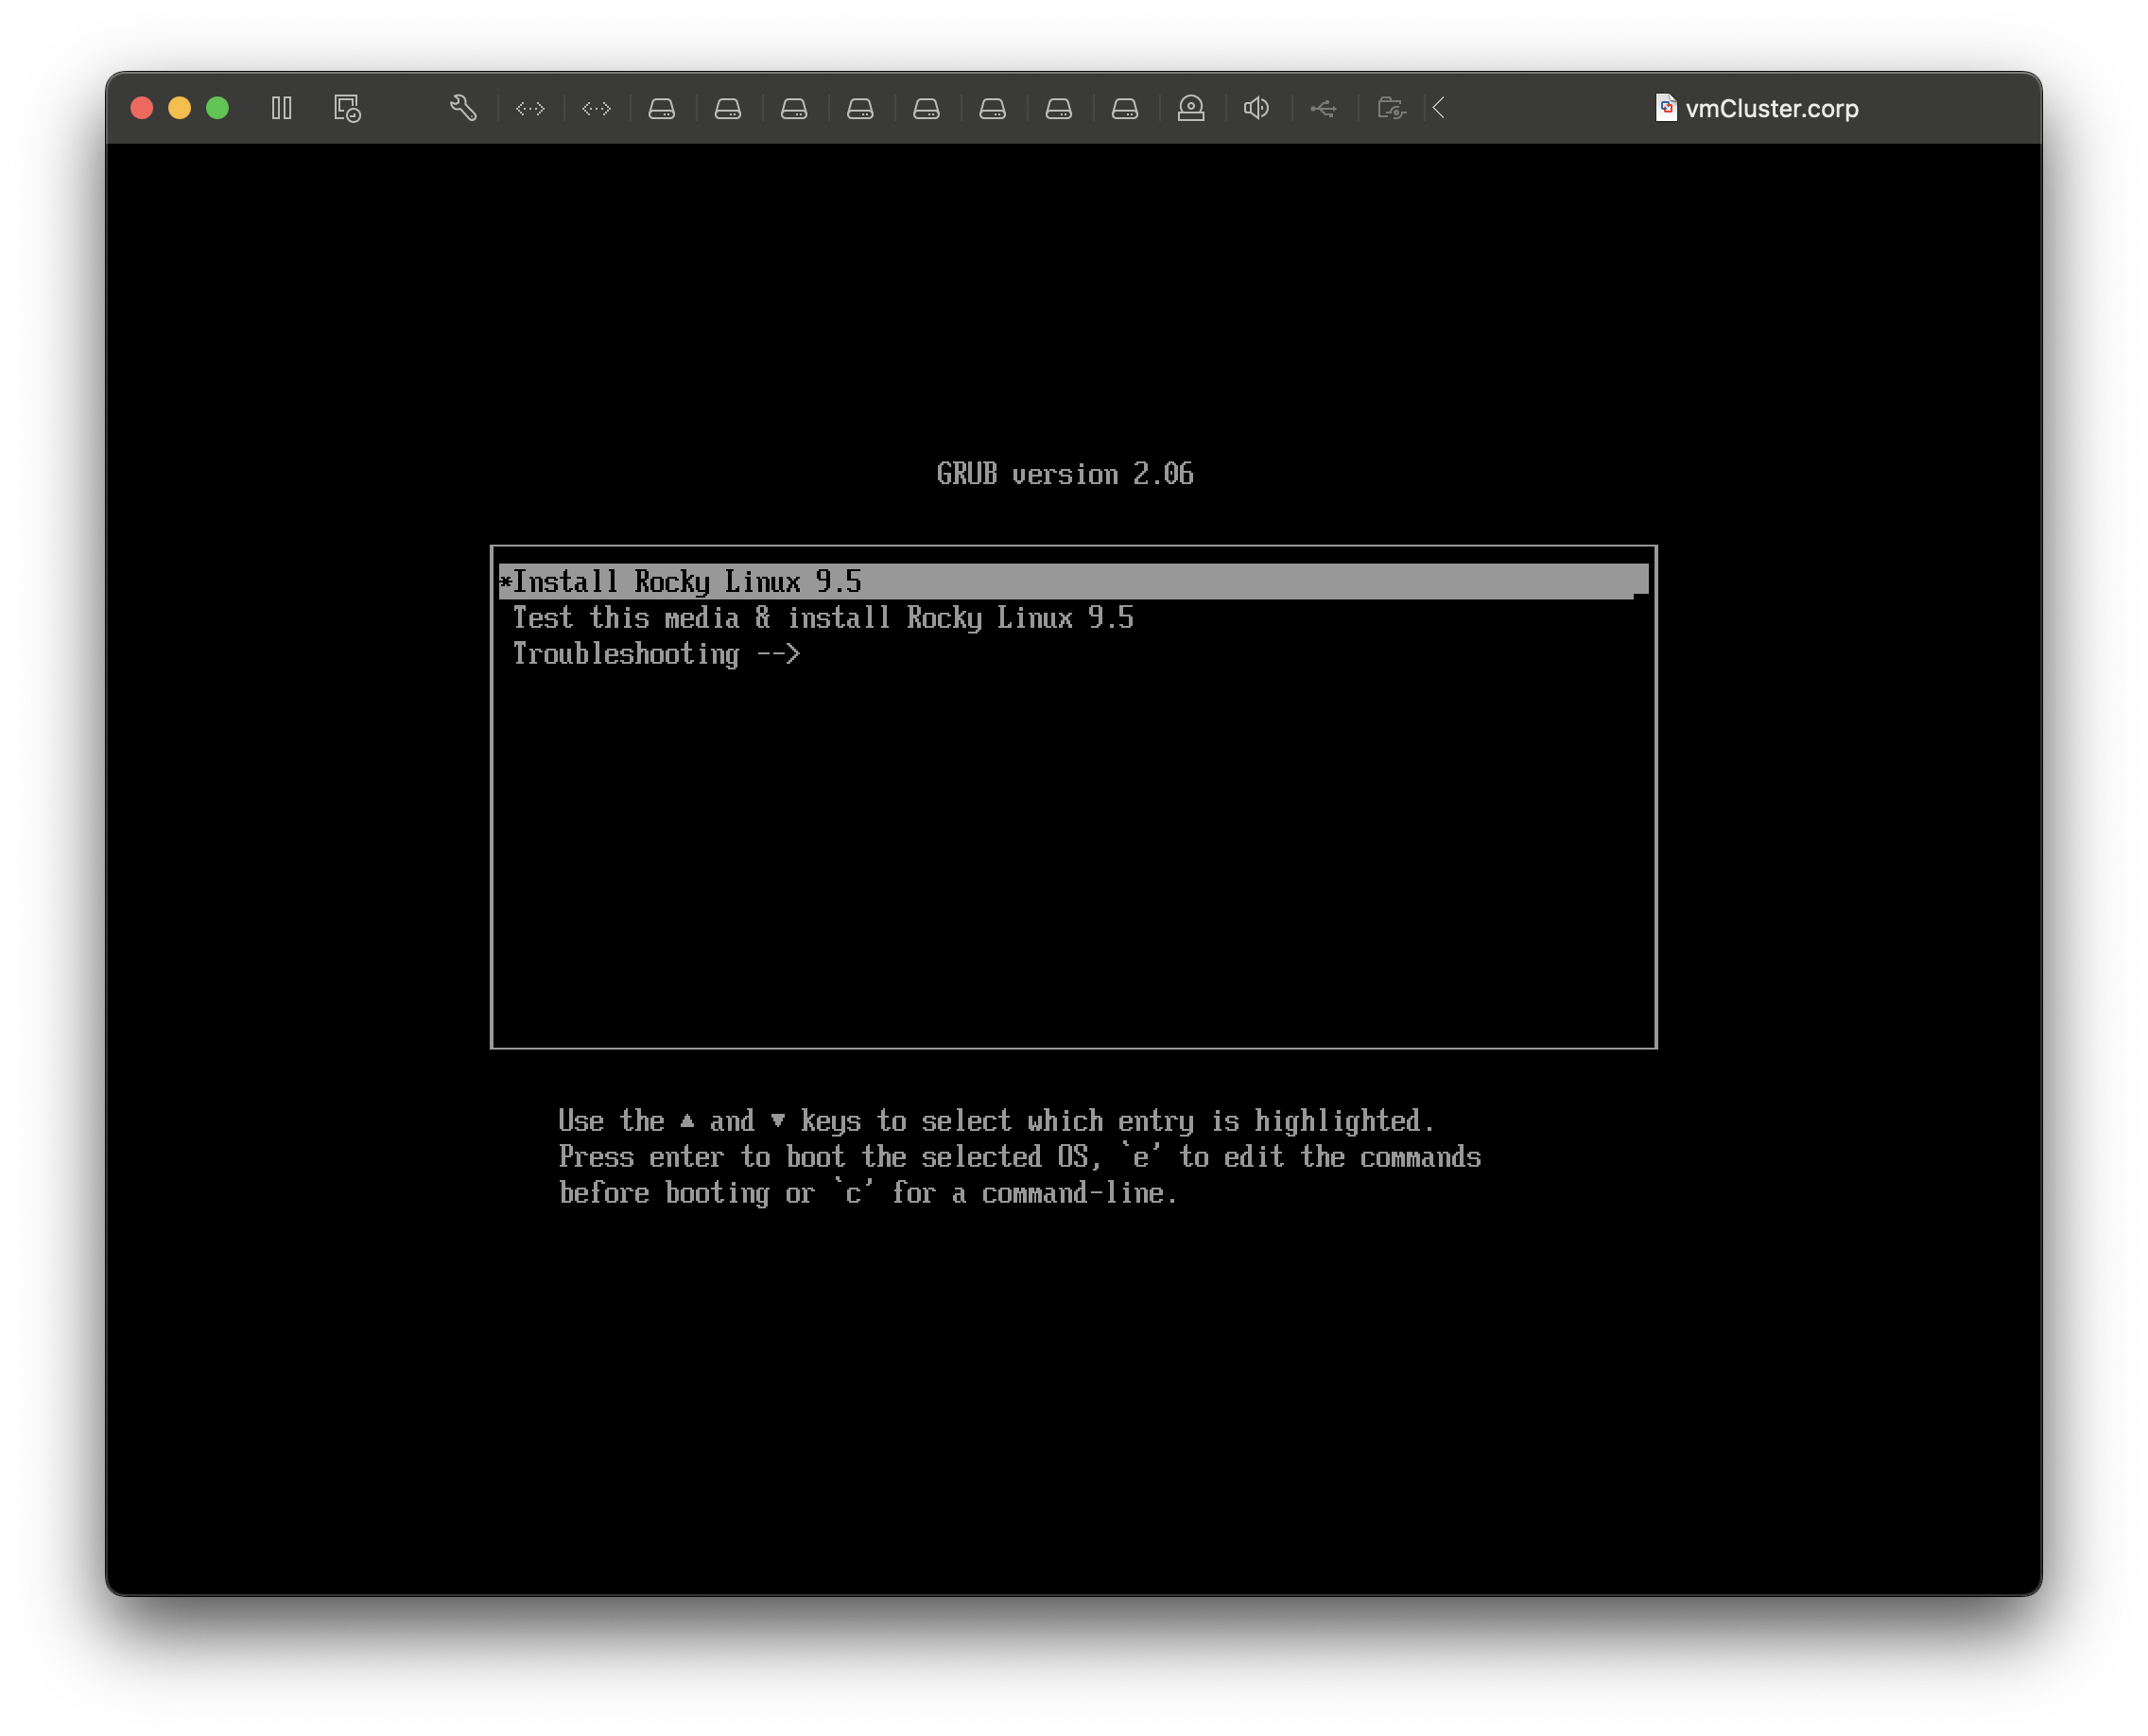 vmCluster.corp
GRUB version 2.06
*Install Rocky Linux 9.5
Test this media & install Rocky Linux 9.5
Troubleshooting -->
Use the ▲ and ▼ keys to select which entry is highlighted.
Press enter to boot the selected OS, `e' to edit the commands
before booting or `c' for a command-line.